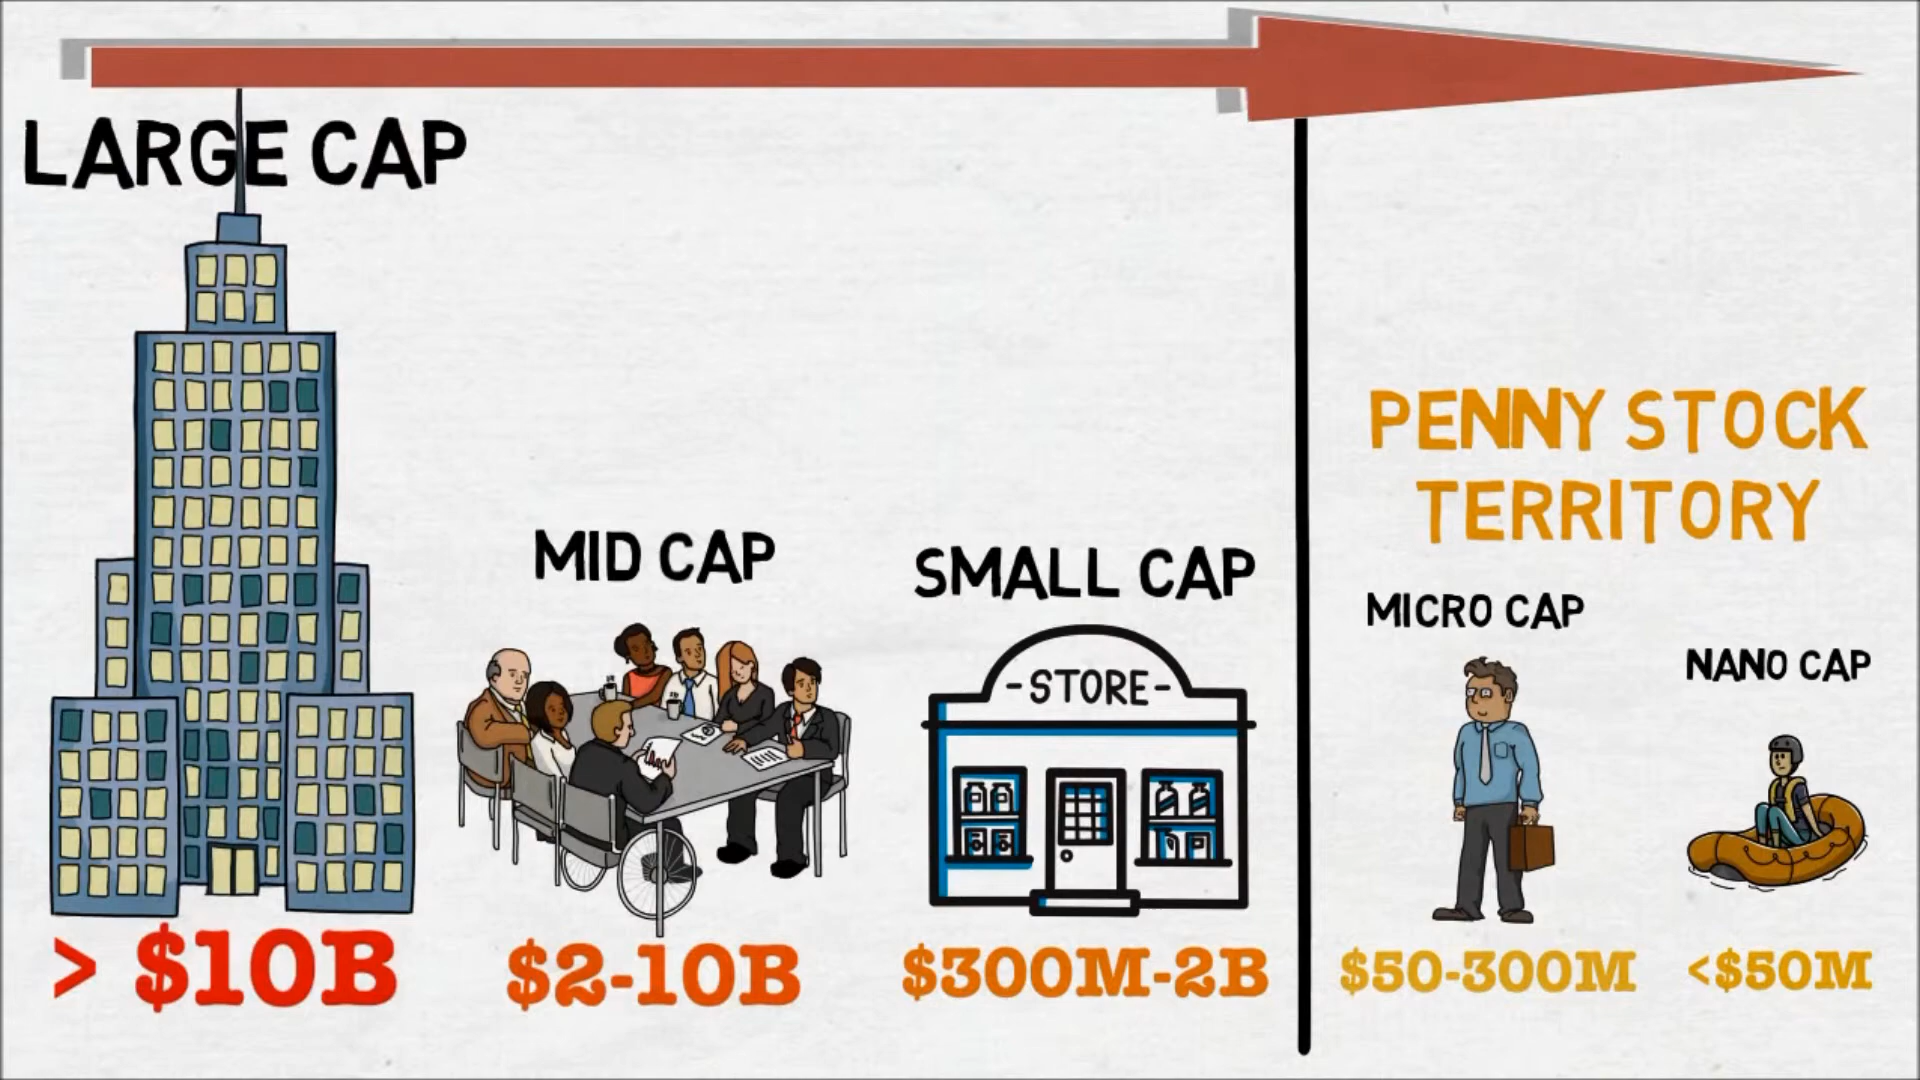 LARGE CAP
> $10B
MID CAP
$2-10B
SMALL CAP
-STORE-
$300M-2B
PENNY STOCK
TERRITORY
MICRO CAP
$50-300M
NANO CAP
<$50M